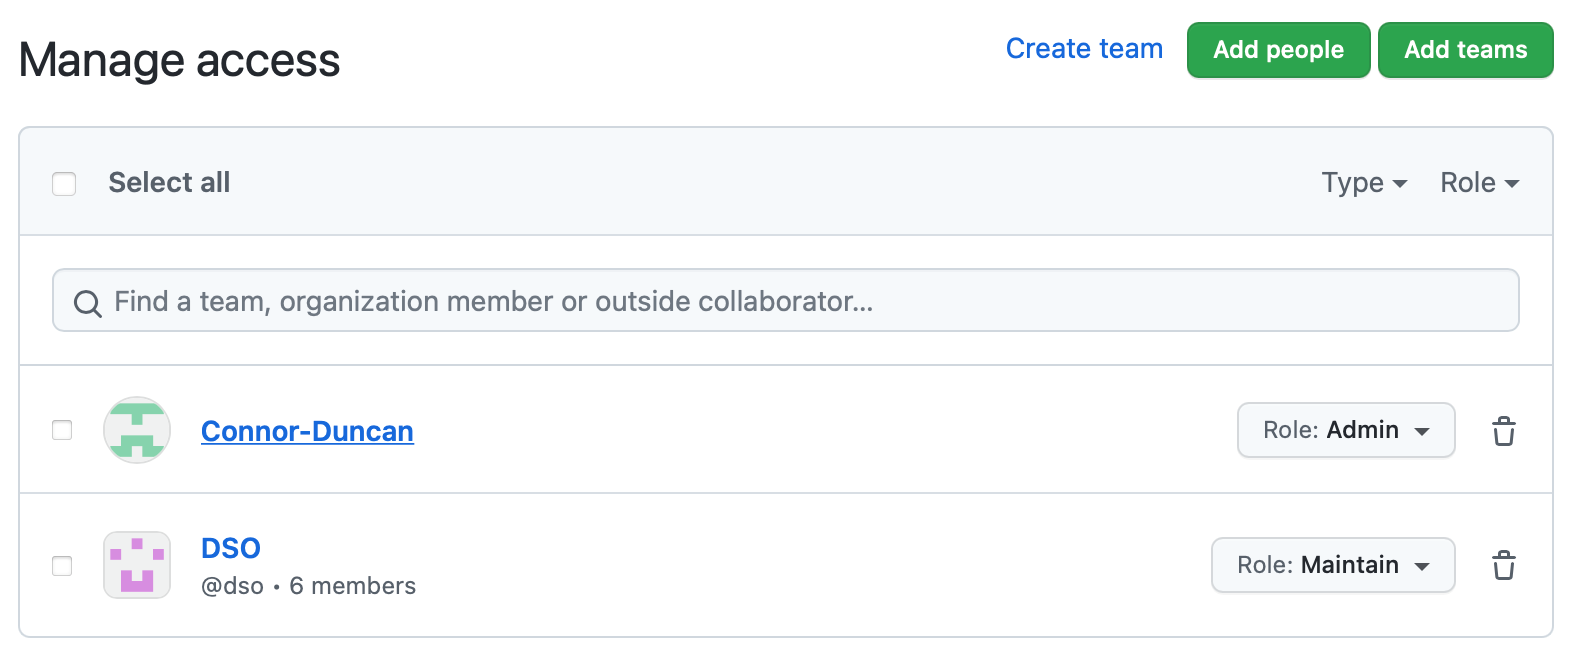 Manage access
Create team
Add people
Add teams
Select all
Type
Role
Find a team, organization member or outside collaborator...
Connor-Duncan
Role: Admin
DSO
@dso • 6 members
Role: Maintain